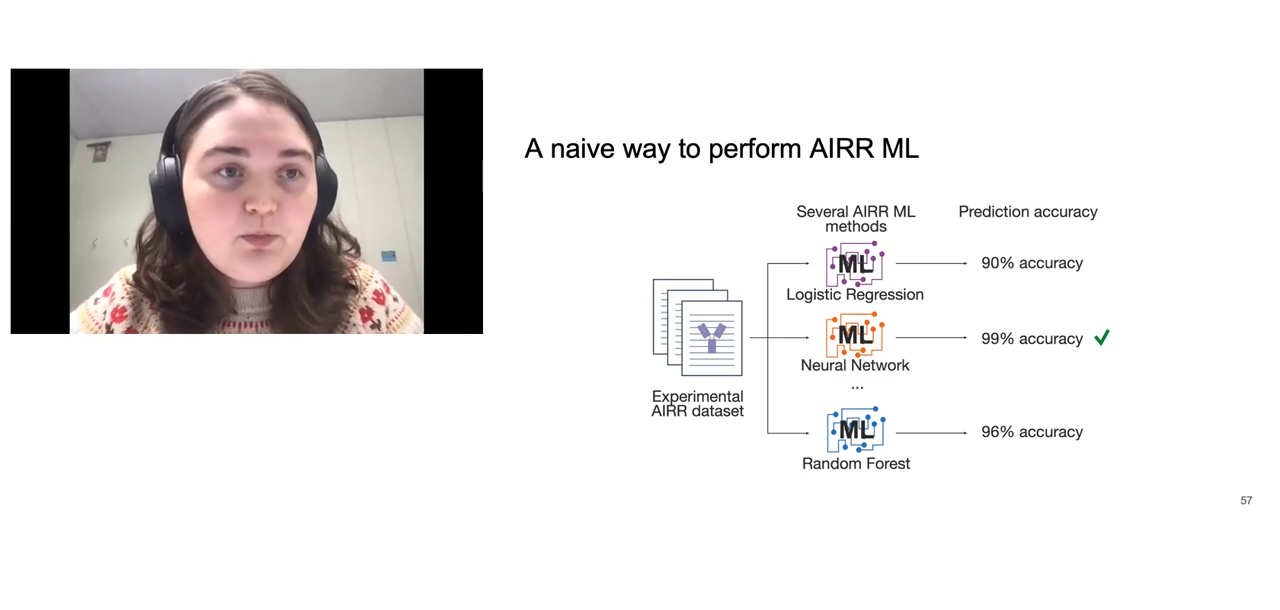 A naive way to perform AIRR ML
Several AIRR ML
methods
Prediction accuracy
ML
90% accuracy
Logistic Regression
ML
99% accuracy
Neural Network
...
Experimental
AIRR dataset
ML
96% accuracy
Random Forest
57